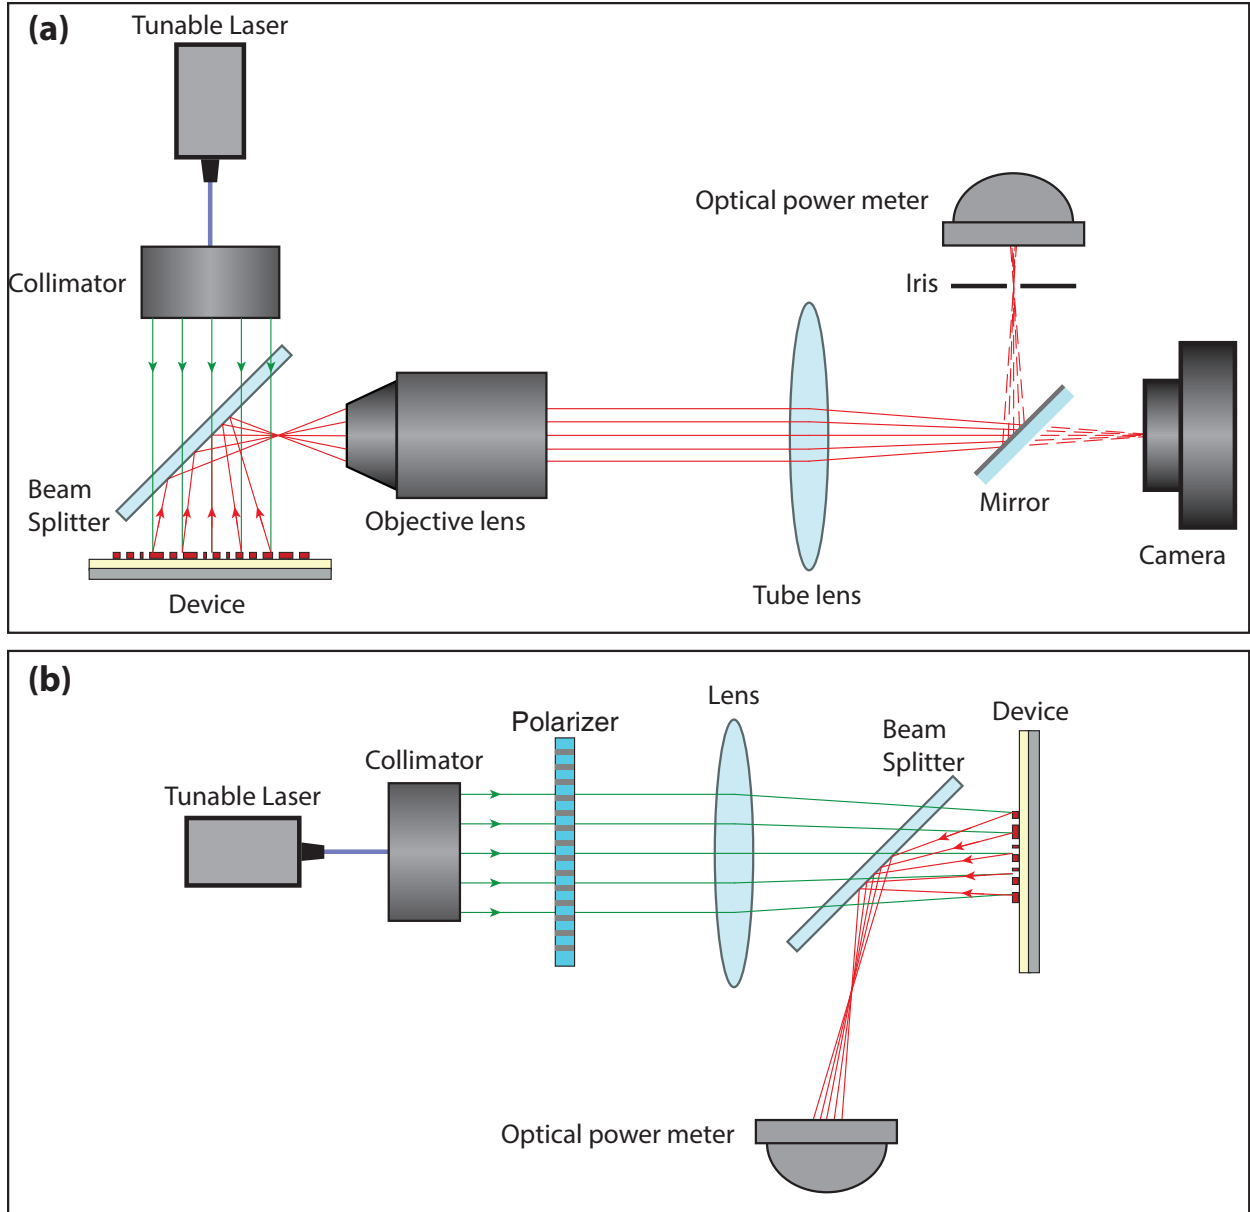 (a)
Tunable Laser
Optical power meter
Collimator
Iris
Beam
Splitter
Objective lens
Mirror
Camera
Device
Tube lens
(b)
Lens
Device
Polarizer
Beam
Splitter
Collimator
Tunable Laser
Optical power meter